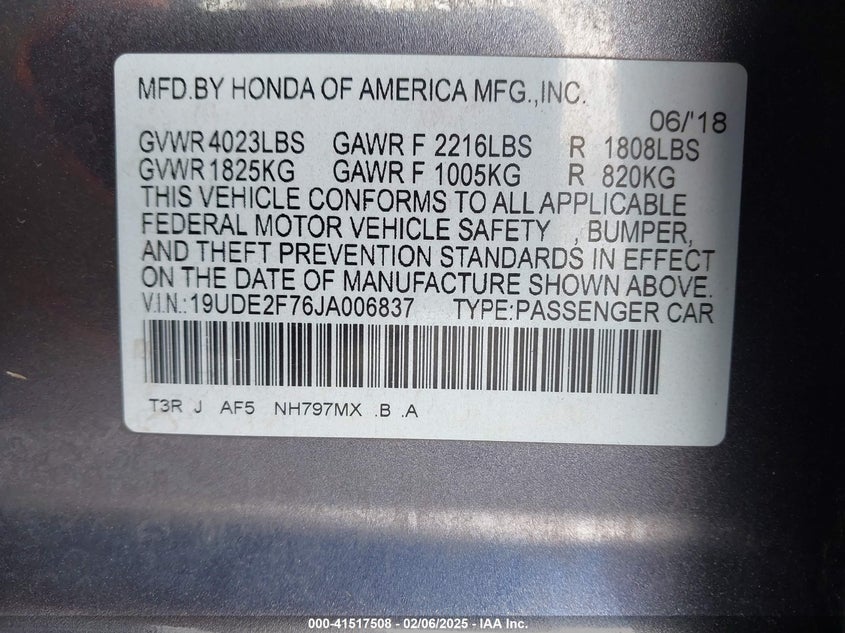 MFD.BY HONDA OF AMERICA MFG.,INC.
06/'18
GVWR 4023LBS GAWR F 2216LBS R 1808LBS
GVWR 1825KG GAWR F 1005KG R 820KG
THIS VEHICLE CONFORMS TO ALL APPLICABLE
FEDERAL MOTOR VEHICLE SAFETY , BUMPER,
AND THEFT PREVENTION STANDARDS IN EFFECT
ON THE DATE OF MANUFACTURE SHOWN ABOVE.
V.I.N.:19UDE2F76JA006837 TYPE:PASSENGER CAR
T3R J AF5 NH797MX .B .A
000-41517508 - 02/06/2025 - IAA Inc.